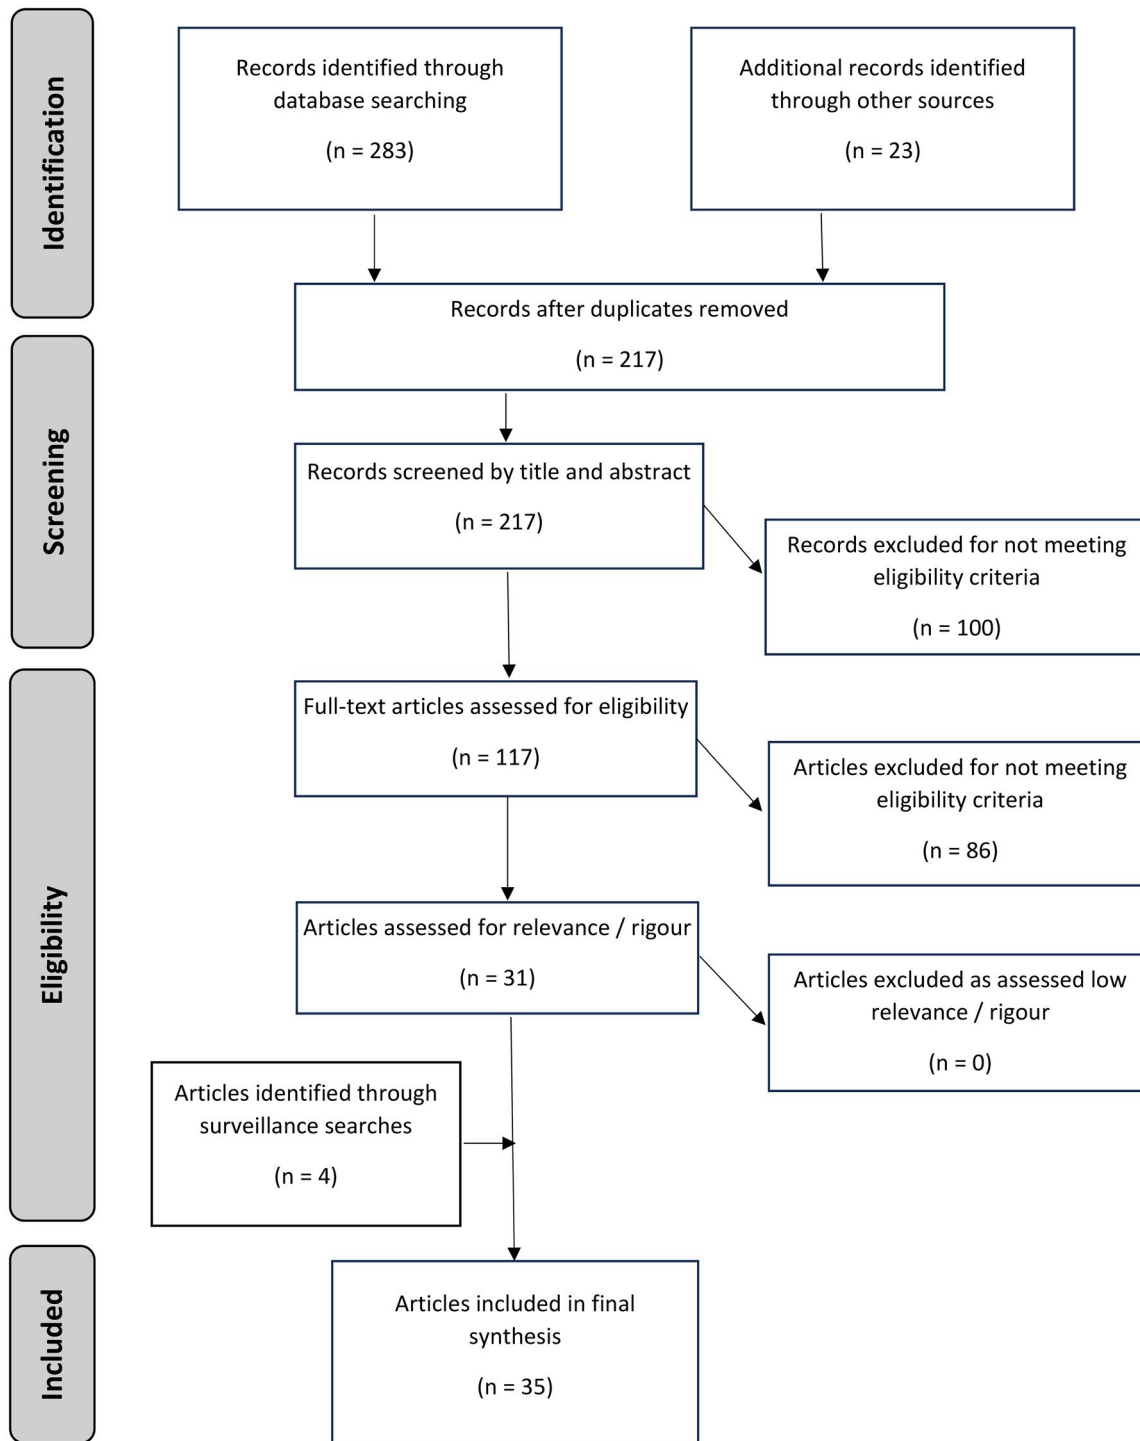 Identification
Records identified through
database searching
(n = 283)
Additional records identified
through other sources
(n = 23)
Records after duplicates removed
(n = 217)
Screening
Records screened by title and abstract
(n = 217)
Records excluded for not meeting
eligibility criteria
(n = 100)
Eligibility
Full-text articles assessed for eligibility
(n = 117)
Articles excluded for not meeting
eligibility criteria
(n = 86)
Articles assessed for relevance / rigour
(n = 31)
Articles excluded as assessed low
relevance / rigour
(n = 0)
Articles identified through
surveillance searches
(n = 4)
Included
Articles included in final
synthesis
(n = 35)